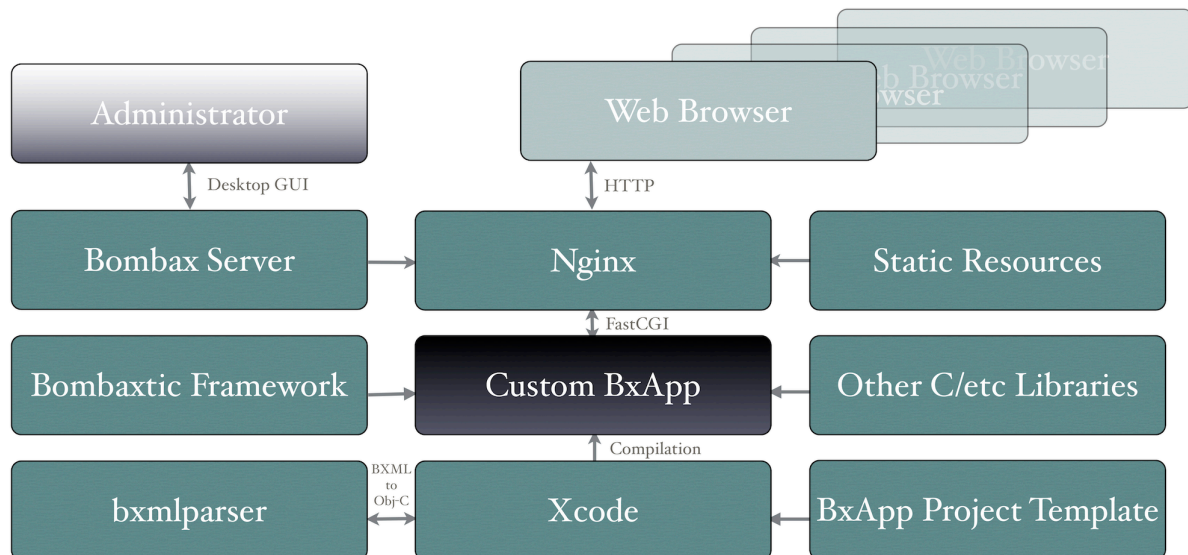 Web Browser
Web Browser
Browser
Administrator
Web Browser
Desktop GUI
HTTP
Bombax Server
Nginx
Static Resources
FastCGI
Bombaxtic Framework
Custom BxApp
Other C/etc Libraries
Compilation
BXML
to
Obj-C
bxmlparser
Xcode
BxApp Project Template